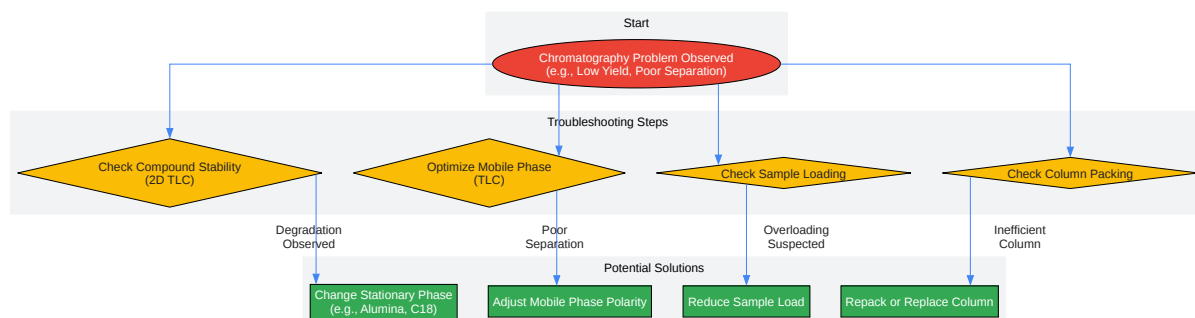 Start
Chromatography Problem Observed
(e.g., Low Yield, Poor Separation)
Troubleshooting Steps
Check Compound Stability
(2D TLC)
Optimize Mobile Phase
(TLC)
Check Sample Loading
Check Column Packing
Degradation
Observed
Poor
Separation
Overloading
Suspected
Inefficient
Column
Potential Solutions
Change Stationary Phase
(e.g., Alumina, C18)
Adjust Mobile Phase Polarity
Reduce Sample Load
Repack or Replace Column